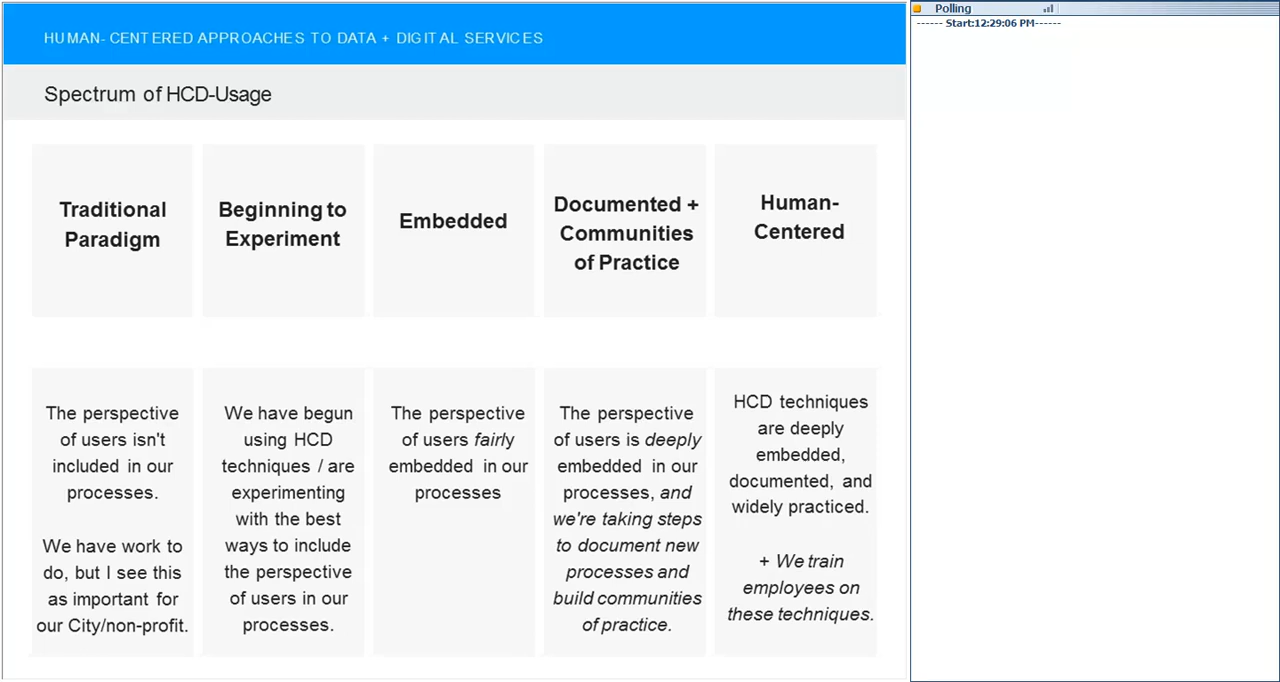 HUMAN- CENTERED APPROACHES TO DATA + DIGITAL SERVICES
Spectrum of HCD-Usage
Traditional
Paradigm
Beginning to
Experiment
Embedded
Documented +
Communities
of Practice
Human-
Centered
The perspective
of users isn't
included in our
processes.
We have work to
do, but I see this
as important for
our City/non-profit.
We have begun
using HCD
techniques / are
experimenting
with the best
ways to include
the perspective
of users in our
processes.
The perspective
of users fairly
embedded in our
processes
The perspective
of users is deeply
embedded in our
processes, and
we're taking steps
to document new
processes and
build communities
of practice.
HCD techniques
are deeply
embedded,
documented, and
widely practiced.
+ We train
employees on
these techniques.
Polling
------ Start:12:29:06 PM------